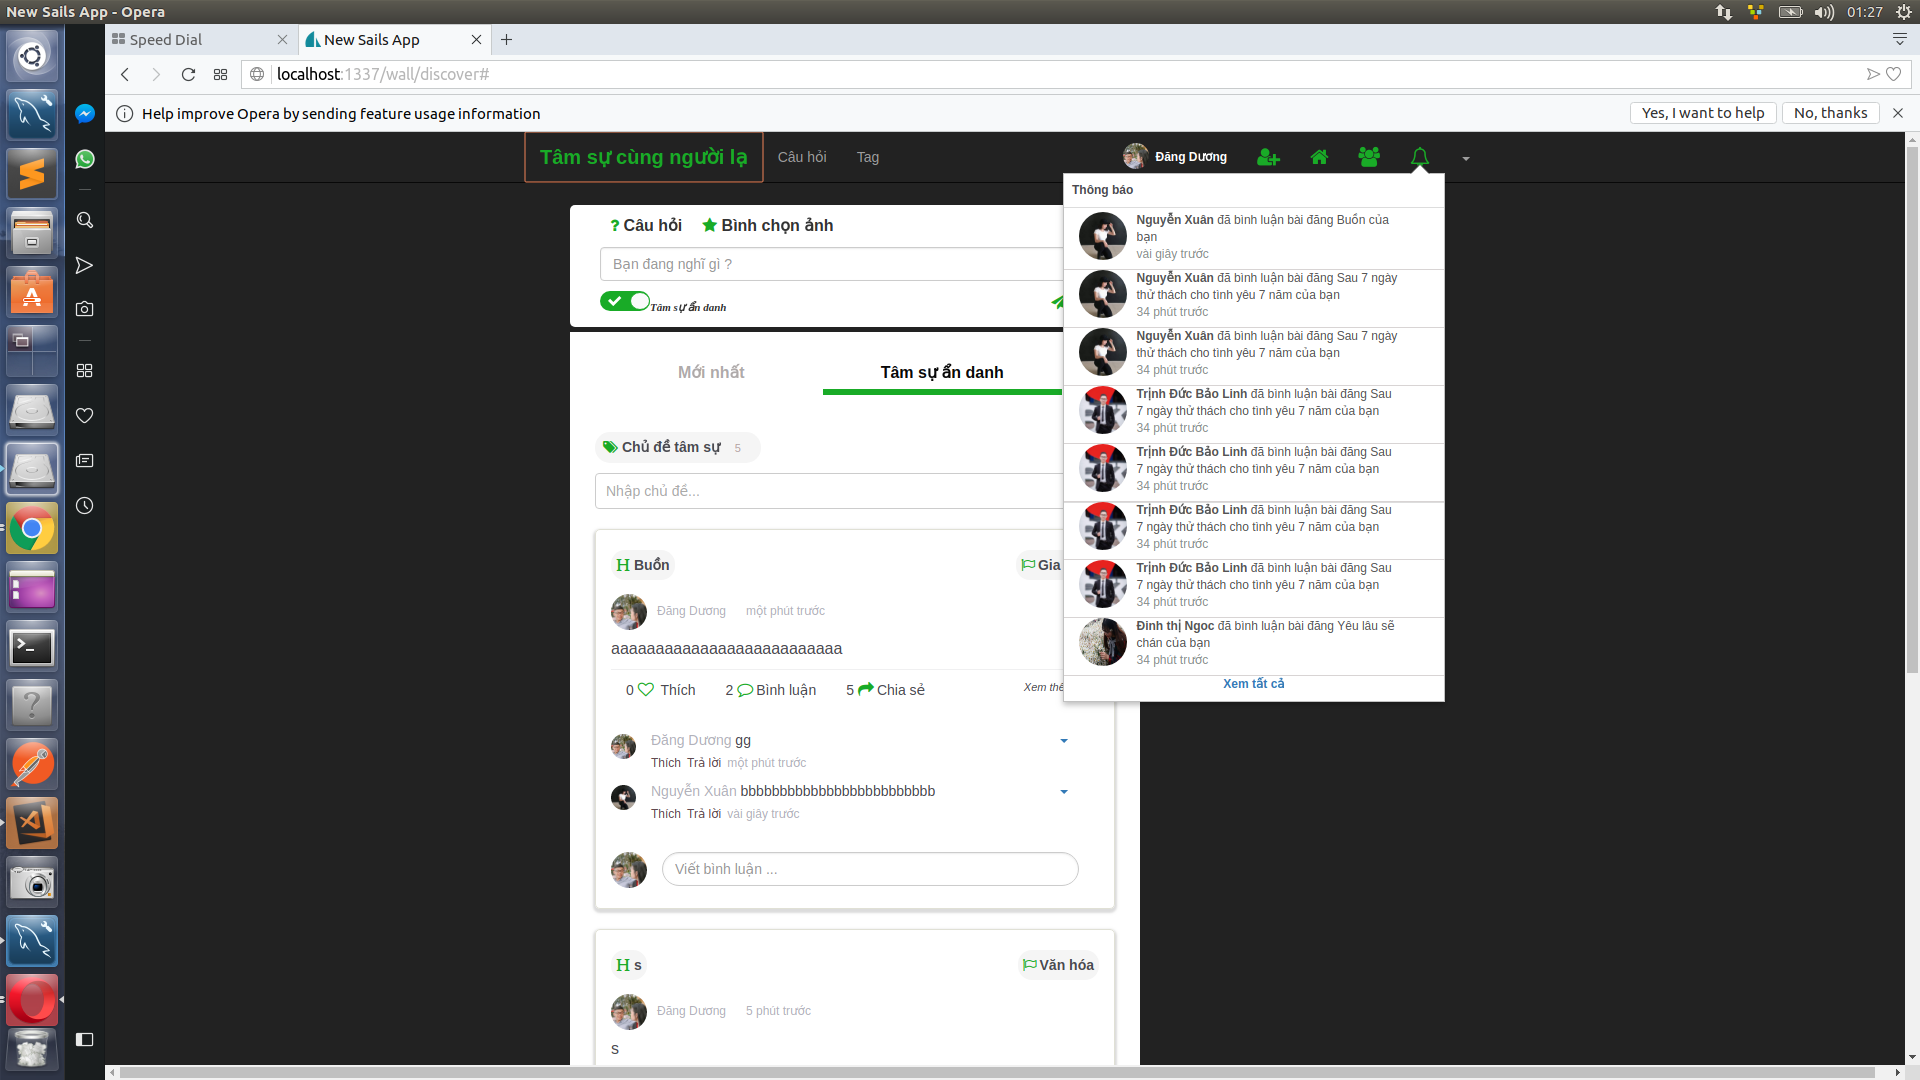 New Sails App - Opera
01:27
Speed Dial
New Sails App
localhost:1337/wall/discover#
Help improve Opera by sending feature usage information
Yes, I want to help
No, thanks
Tâm sự cùng người lạ
Câu hỏi
Tag
Đăng Dương
Thông báo
Nguyễn Xuân đã bình luận bài đăng Buồn của
bạn
vài giây trước
Nguyễn Xuân đã bình luận bài đăng Sau 7 ngày
thử thách cho tình yêu 7 năm của bạn
34 phút trước
Nguyễn Xuân đã bình luận bài đăng Sau 7 ngày
thử thách cho tình yêu 7 năm của bạn
34 phút trước
Trịnh Đức Bảo Linh đã bình luận bài đăng Sau
7 ngày thử thách cho tình yêu 7 năm của bạn
34 phút trước
Trịnh Đức Bảo Linh đã bình luận bài đăng Sau
7 ngày thử thách cho tình yêu 7 năm của bạn
34 phút trước
Trịnh Đức Bảo Linh đã bình luận bài đăng Sau
7 ngày thử thách cho tình yêu 7 năm của bạn
34 phút trước
Trịnh Đức Bảo Linh đã bình luận bài đăng Sau
7 ngày thử thách cho tình yêu 7 năm của bạn
34 phút trước
Đinh thị Ngoc đã bình luận bài đăng Yêu lâu sẽ
chán của bạn
34 phút trước
Xem tất cả
? Câu hỏi
Bình chọn ảnh
Bạn đang nghĩ gì ?
Tâm sự ẩn danh
Mới nhất
Tâm sự ẩn danh
Chủ đề tâm sự 5
Nhập chủ đề...
H Buồn
Gia
Đăng Dương một phút trước
aaaaaaaaaaaaaaaaaaaaaaaaaa
0 Thích
2 Bình luận
5 Chia sẻ
Xem thê
Đăng Dương gg
Thích Trả lời một phút trước
Nguyễn Xuân bbbbbbbbbbbbbbbbbbbbbbbbb
Thích Trả lời vài giây trước
Viết bình luận ...
H s
Văn hóa
Đăng Dương 5 phút trước
s